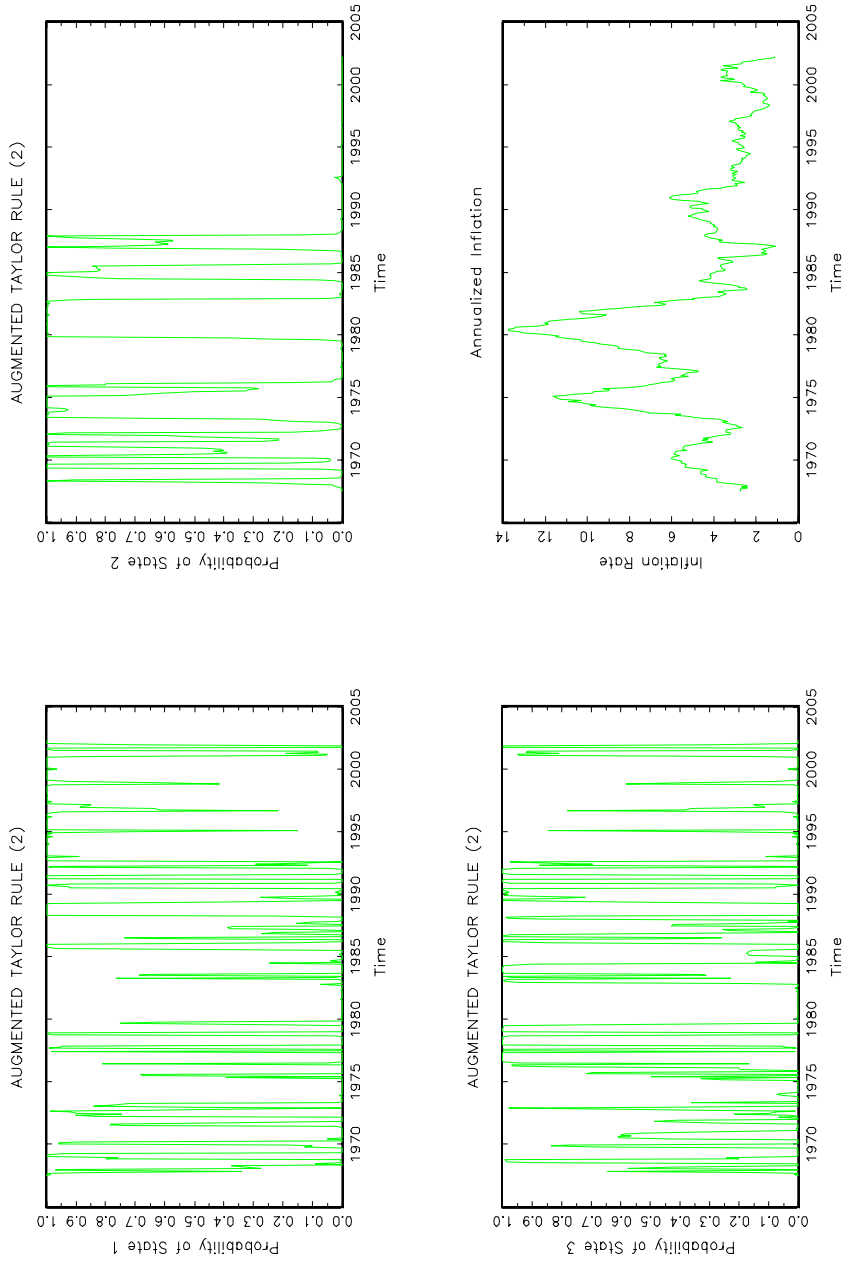 AUGMENTED TAYLOR RULE (2)
Probability of State 1
1.0
0.9
0.8
0.7
0.6
0.5
0.4
0.3
0.2
0.1
0.0
1970 1975 1980 1985 1990 1995 2000 2005
Time
AUGMENTED TAYLOR RULE (2)
Probability of State 2
1.0
0.9
0.8
0.7
0.6
0.5
0.4
0.3
0.2
0.1
0.0
1970 1975 1980 1985 1990 1995 2000 2005
Time
AUGMENTED TAYLOR RULE (2)
Probability of State 3
1.0
0.9
0.8
0.7
0.6
0.5
0.4
0.3
0.2
0.1
0.0
1970 1975 1980 1985 1990 1995 2000 2005
Time
Annualized Inflation
Inflation Rate
14
12
10
8
6
4
2
0
1970 1975 1980 1985 1990 1995 2000 2005
Time